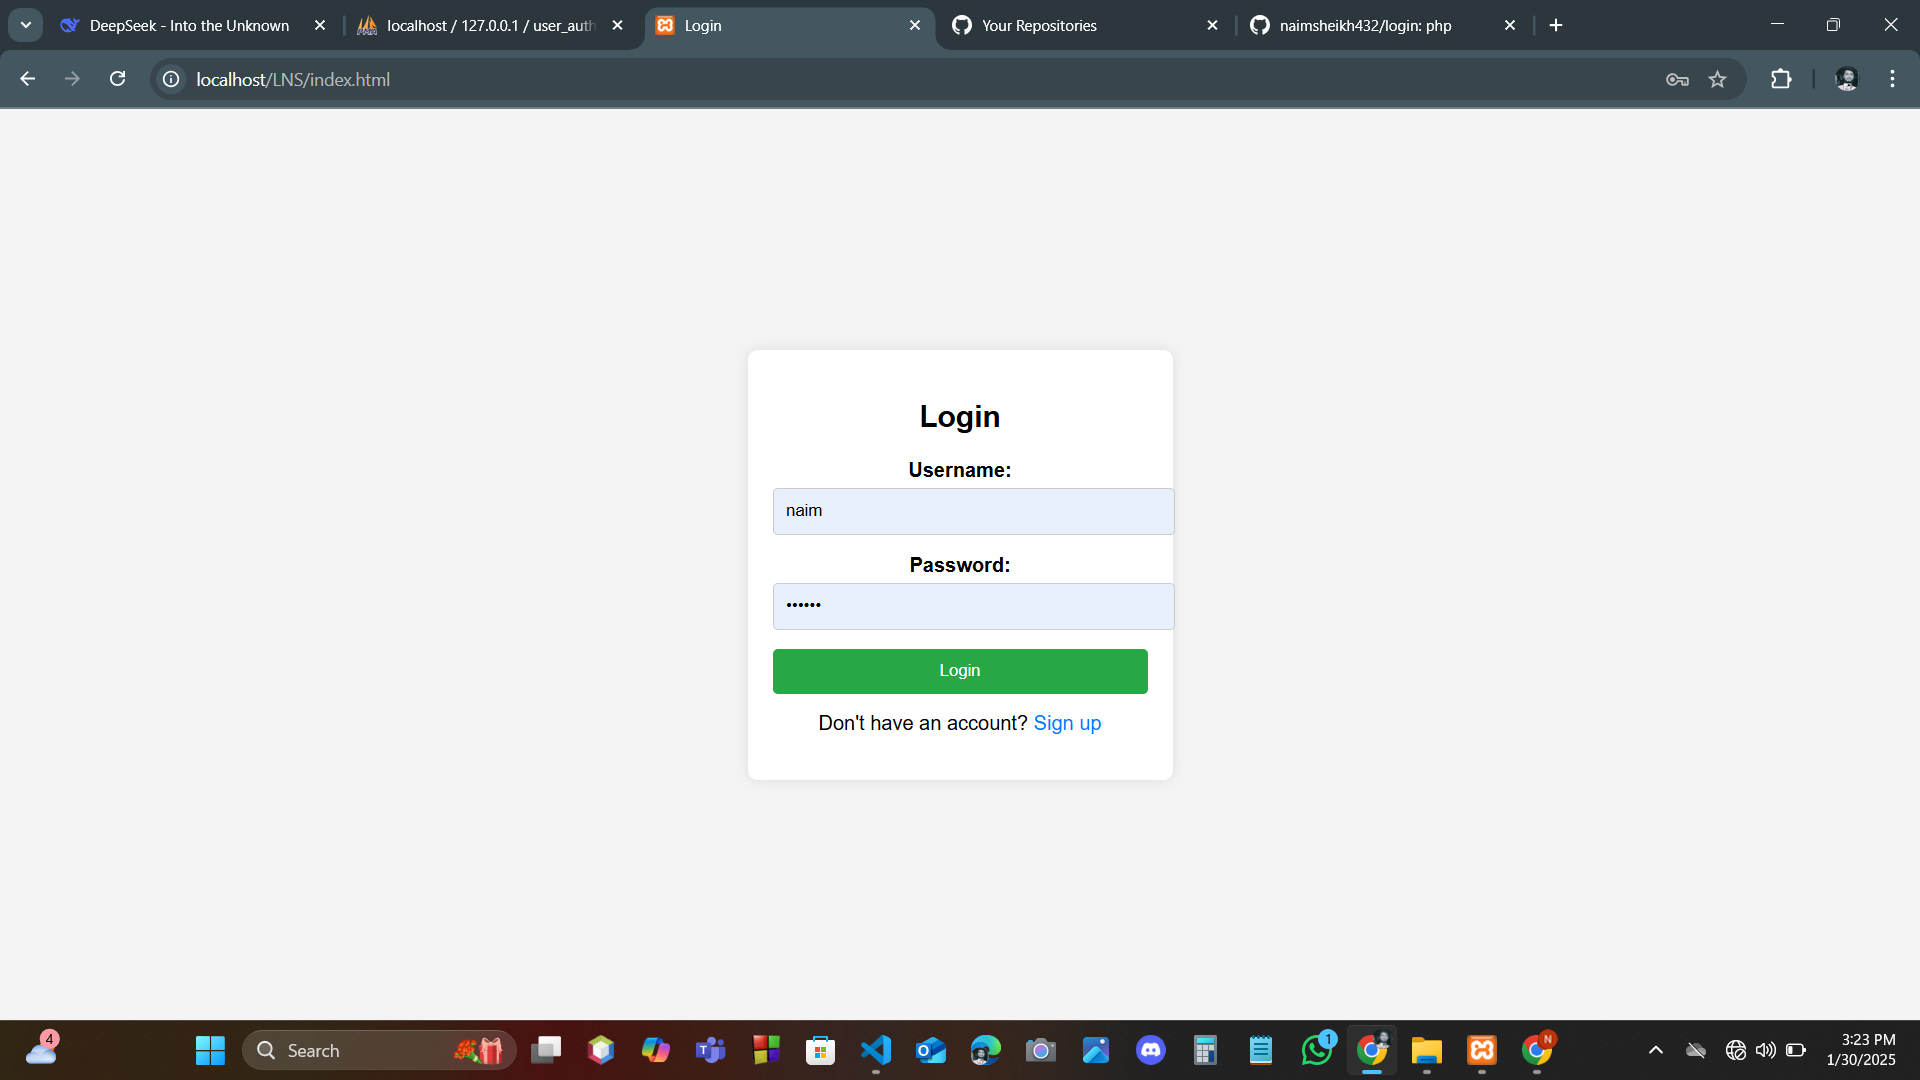 DeepSeek - Into the Unknown
localhost / 127.0.0.1 / user_auth
Login
Your Repositories
naimsheikh432/login: php
localhost/LNS/index.html
Login
Username:
naim
Password:
••••••
Login
Don't have an account? Sign up
4
Search
1
N
3:23 PM
1/30/2025